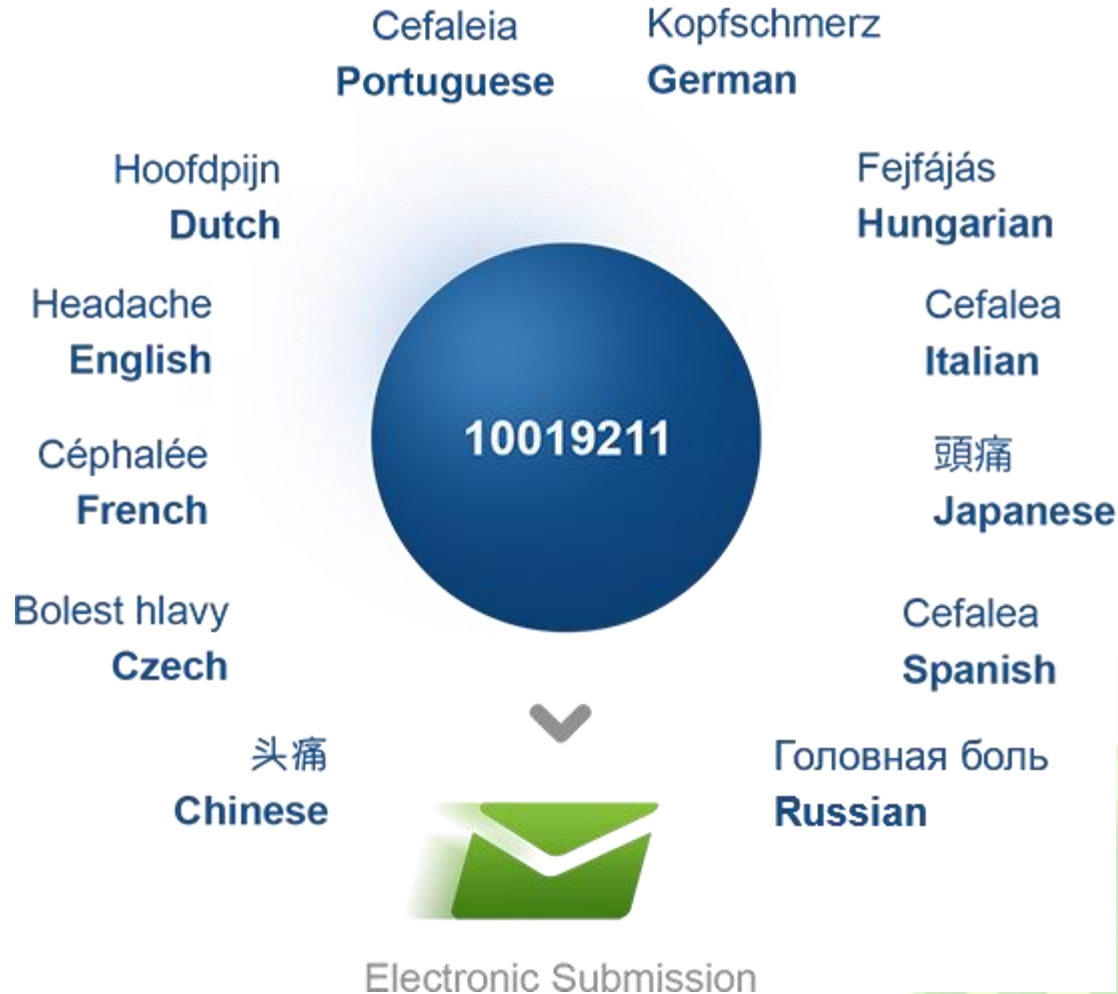 Cefaleia
Portuguese
Kopfschmerz
German
Hoofdpijn
Dutch
Fejfájás
Hungarian
Headache
English
Cefalea
Italian
10019211
Céphalée
French
頭痛
Japanese
Bolest hlavy
Czech
Cefalea
Spanish
头痛
Chinese
Головная боль
Russian
Electronic Submission